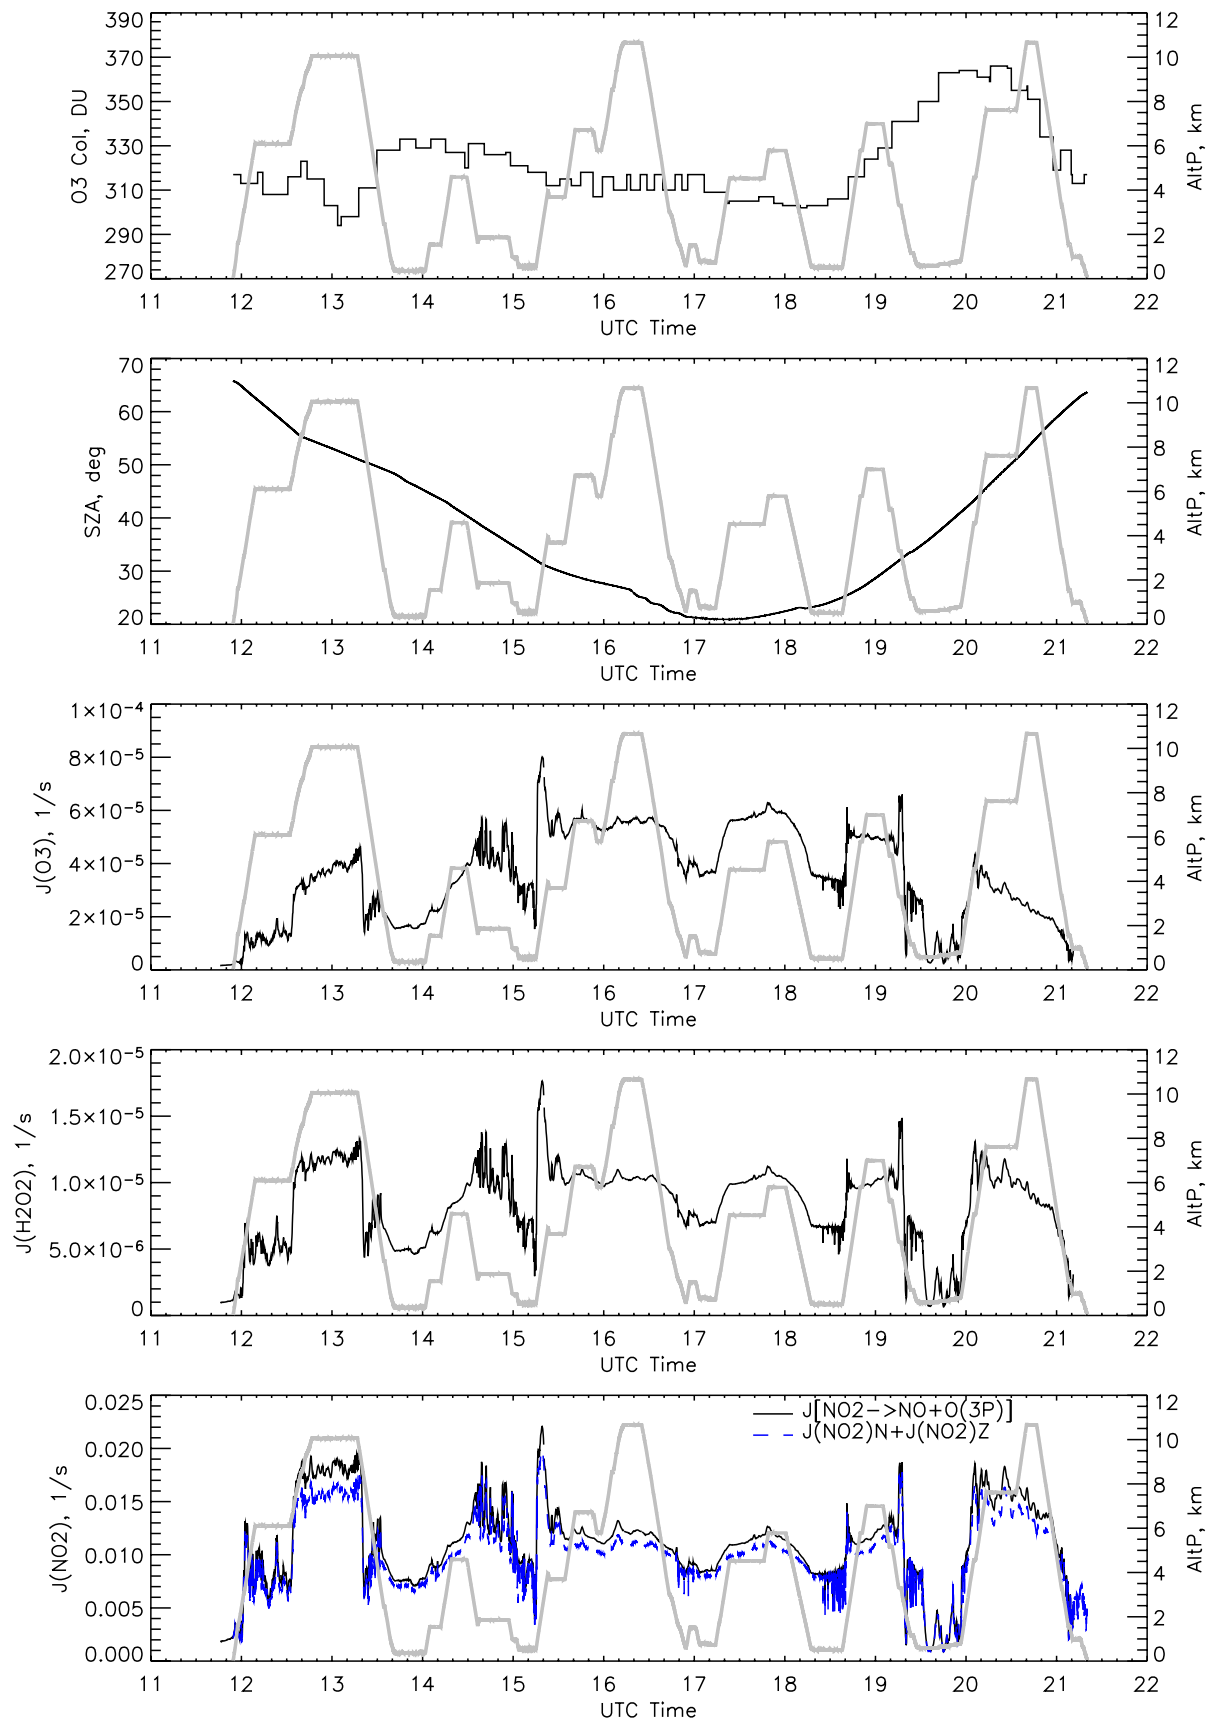 390
370
350
330
310
290
270
O3 Col, DU
12
10
8
6
4
2
0
AltP, km
11 12 13 14 15 16 17 18 19 20 21 22
UTC Time
70
60
50
40
30
20
SZA, deg
12
10
8
6
4
2
0
AltP, km
11 12 13 14 15 16 17 18 19 20 21 22
UTC Time
1×10⁻⁴
8×10⁻⁵
6×10⁻⁵
4×10⁻⁵
2×10⁻⁵
0
J(O3), 1/s
12
10
8
6
4
2
0
AltP, km
11 12 13 14 15 16 17 18 19 20 21 22
UTC Time
2.0×10⁻⁵
1.5×10⁻⁵
1.0×10⁻⁵
5.0×10⁻⁶
0
J(H2O2), 1/s
12
10
8
6
4
2
0
AltP, km
11 12 13 14 15 16 17 18 19 20 21 22
UTC Time
0.025
0.020
0.015
0.010
0.005
0.000
J(NO2), 1/s
J[NO2->NO+O(3P)]
J(NO2)N+J(NO2)Z
12
10
8
6
4
2
0
AltP, km
11 12 13 14 15 16 17 18 19 20 21 22
UTC Time